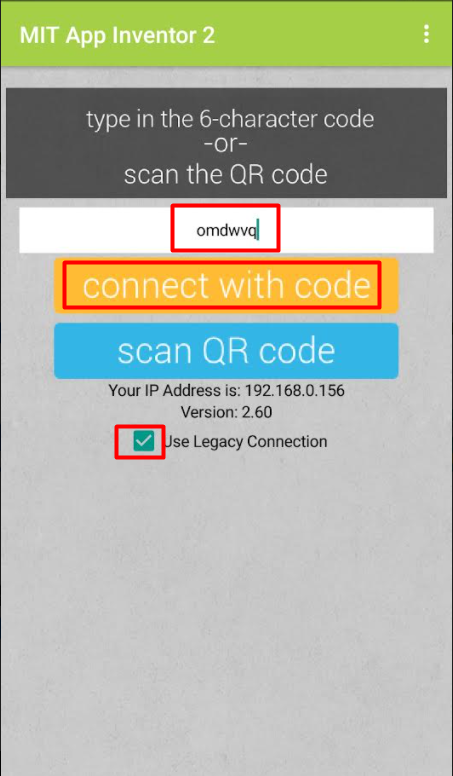 MIT App Inventor 2
type in the 6-character code
-or-
scan the QR code
omdwvq
connect with code
scan QR code
Your IP Address is: 192.168.0.156
Version: 2.60
Use Legacy Connection